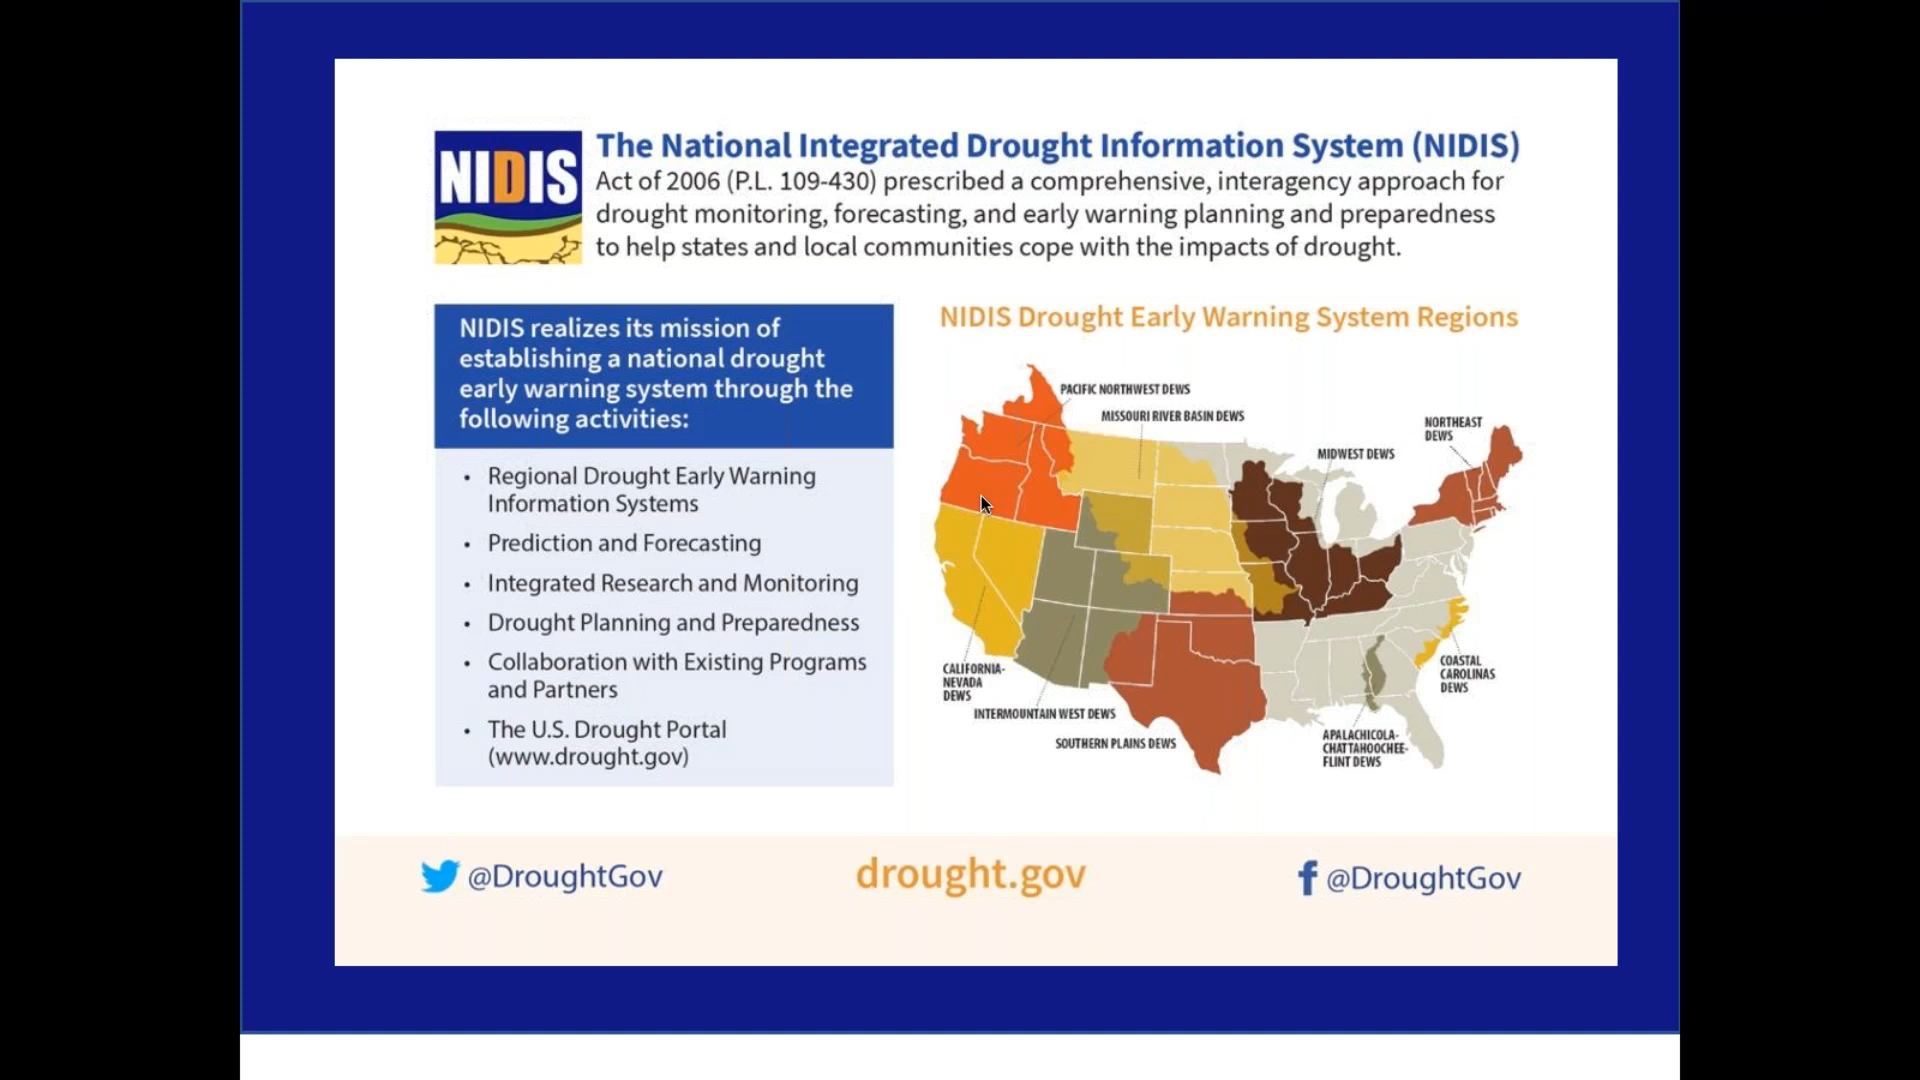 NIDIS
The National Integrated Drought Information System (NIDIS)
Act of 2006 (P.L. 109-430) prescribed a comprehensive, interagency approach for
drought monitoring, forecasting, and early warning planning and preparedness
to help states and local communities cope with the impacts of drought.
NIDIS realizes its mission of
establishing a national drought
early warning system through the
following activities:
• Regional Drought Early Warning
Information Systems
• Prediction and Forecasting
• Integrated Research and Monitoring
• Drought Planning and Preparedness
• Collaboration with Existing Programs
and Partners
• The U.S. Drought Portal
(www.drought.gov)
NIDIS Drought Early Warning System Regions
PACIFIC NORTHWEST DEWS
MISSOURI RIVER BASIN DEWS
NORTHEAST
DEWS
MIDWEST DEWS
CALIFORNIA-
NEVADA
DEWS
COASTAL
CAROLINAS
DEWS
INTERMOUNTAIN WEST DEWS
SOUTHERN PLAINS DEWS
APALACHICOLA-
CHATTAHOOCHEE-
FLINT DEWS
@DroughtGov
drought.gov
f @DroughtGov